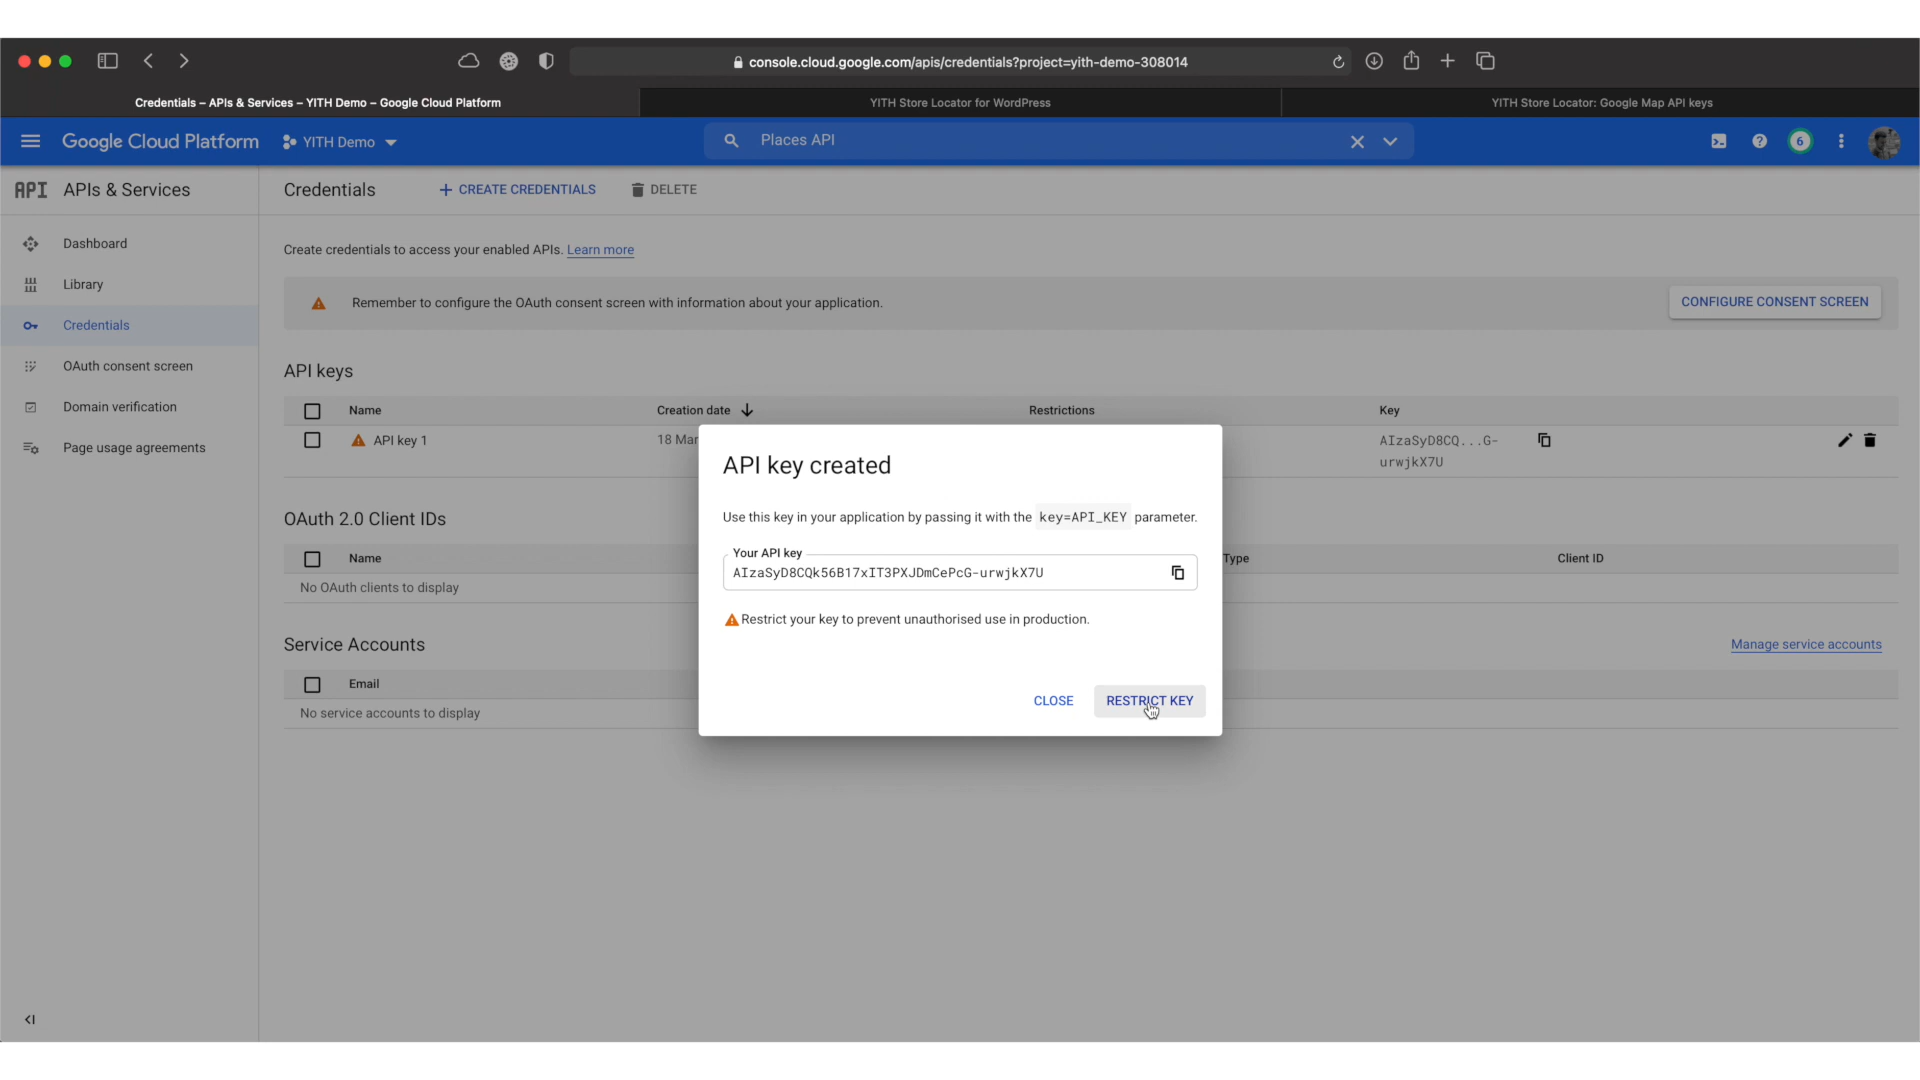 console.cloud.google.com/apis/credentials?project=yith-demo-308014
Credentials – APIs & Services – YITH Demo – Google Cloud Platform
YITH Store Locator for WordPress
YITH Store Locator: Google Map API keys
Google Cloud Platform
YITH Demo
Places API
6
API APIs & Services
Credentials
CREATE CREDENTIALS
DELETE
Dashboard
Library
Credentials
OAuth consent screen
Domain verification
Page usage agreements
Create credentials to access your enabled APIs. Learn more
Remember to configure the OAuth consent screen with information about your application.
CONFIGURE CONSENT SCREEN
API keys
Name
Creation date
Restrictions
Key
API key 1
18 Mar
AIzaSyD8CQ...G-
urwjkX7U
OAuth 2.0 Client IDs
Name
Type
Client ID
No OAuth clients to display
Service Accounts
Manage service accounts
Email
No service accounts to display
API key created
Use this key in your application by passing it with the key=API_KEY parameter.
Your API key
AIzaSyD8CQk56B17xIT3PXJDmCePcG-urwjkX7U
Restrict your key to prevent unauthorised use in production.
CLOSE
RESTRICT KEY